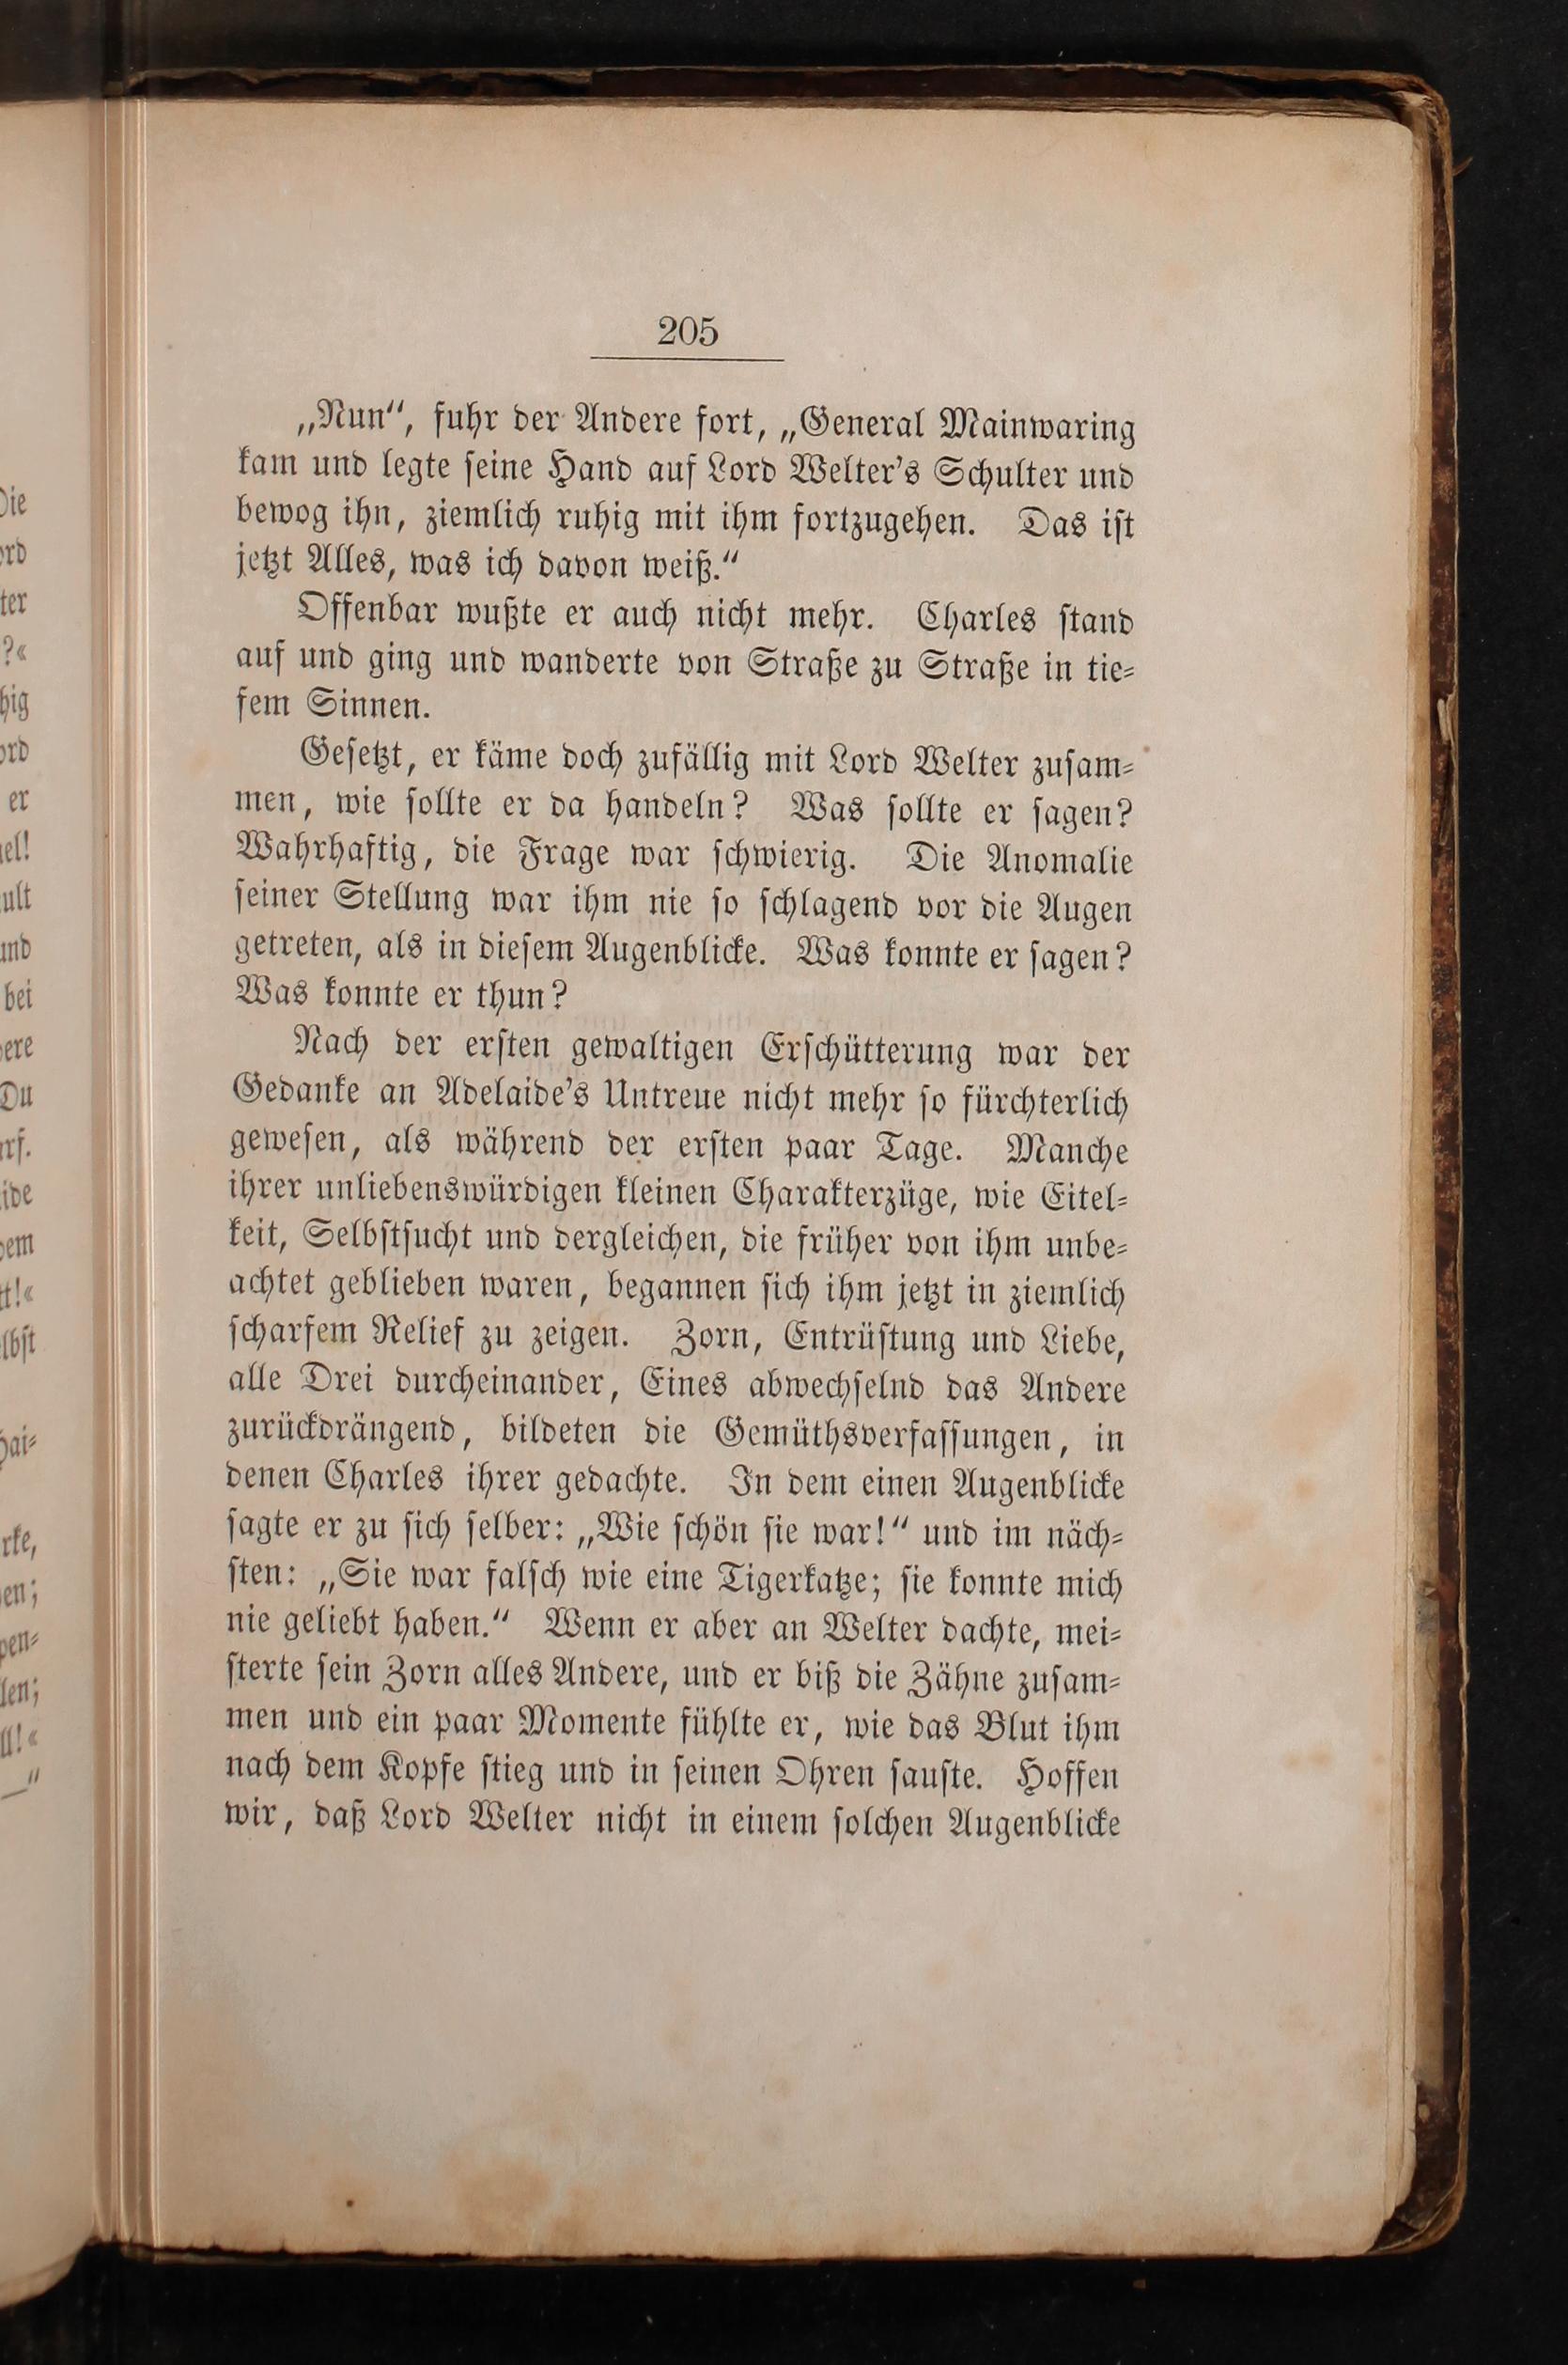 205
„Nun“, fuhr der Andere fort, „General Mainwaring
kam und legte ſeine Hand auf Lord Welter’s Schulter und
bewog ihn, ziemlich ruhig mit ihm fortzugehen. Das iſt
jetzt Alles, was ich davon weiß.“
Offenbar wußte er auch nicht mehr. Charles ſtand
auf und ging und wanderte von Straße zu Straße in tie⸗
fem Sinnen.
Geſetzt, er käme doch zufällig mit Lord Welter zuſam⸗
men, wie ſollte er da handeln? Was ſollte er ſagen?
Wahrhaftig, die Frage war ſchwierig. Die Anomalie
ſeiner Stellung war ihm nie ſo ſchlagend vor die Augen
getreten, als in dieſem Augenblicke. Was konnte er ſagen?
Was konnte er thun?
Nach der erſten gewaltigen Erſchütterung war der
Gedanke an Adelaide’s Untreue nicht mehr ſo fürchterlich
geweſen, als während der erſten paar Tage. Manche
ihrer unliebenswürdigen kleinen Charakterzüge, wie Eitel⸗
keit, Selbſtſucht und dergleichen, die früher von ihm unbe⸗
achtet geblieben waren, begannen ſich ihm jetzt in ziemlich
ſcharfem Relief zu zeigen. Zorn, Entrüſtung und Liebe,
alle Drei durcheinander, Eines abwechſelnd das Andere
zurückdrängend, bildeten die Gemüthsverfaſſungen, in
denen Charles ihrer gedachte. In dem einen Augenblicke
ſagte er zu ſich ſelber: „Wie ſchön ſie war!“ und im näch⸗
ſten: „Sie war falſch wie eine Tigerkatze; ſie konnte mich
nie geliebt haben.“ Wenn er aber an Welter dachte, mei⸗
ſterte ſein Zorn alles Andere, und er biß die Zähne zuſam⸗
men und ein paar Momente fühlte er, wie das Blut ihm
nach dem Kopfe ſtieg und in ſeinen Ohren ſauſte. Hoffen
wir, daß Lord Welter nicht in einem ſolchen Augenblicke